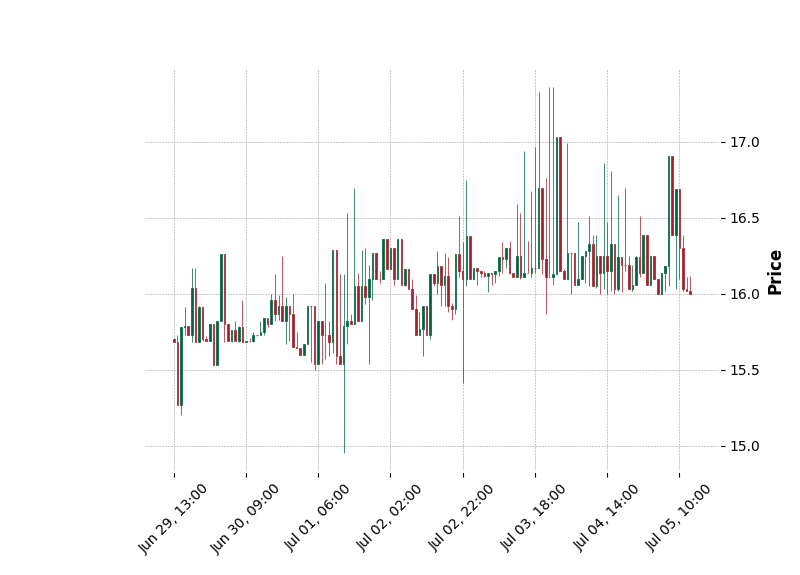 17.0
16.5
16.0
15.5
15.0
Price
Jun 29, 13:00
Jun 30, 09:00
Jul 01, 06:00
Jul 02, 02:00
Jul 02, 22:00
Jul 03, 18:00
Jul 04, 14:00
Jul 05, 10:00